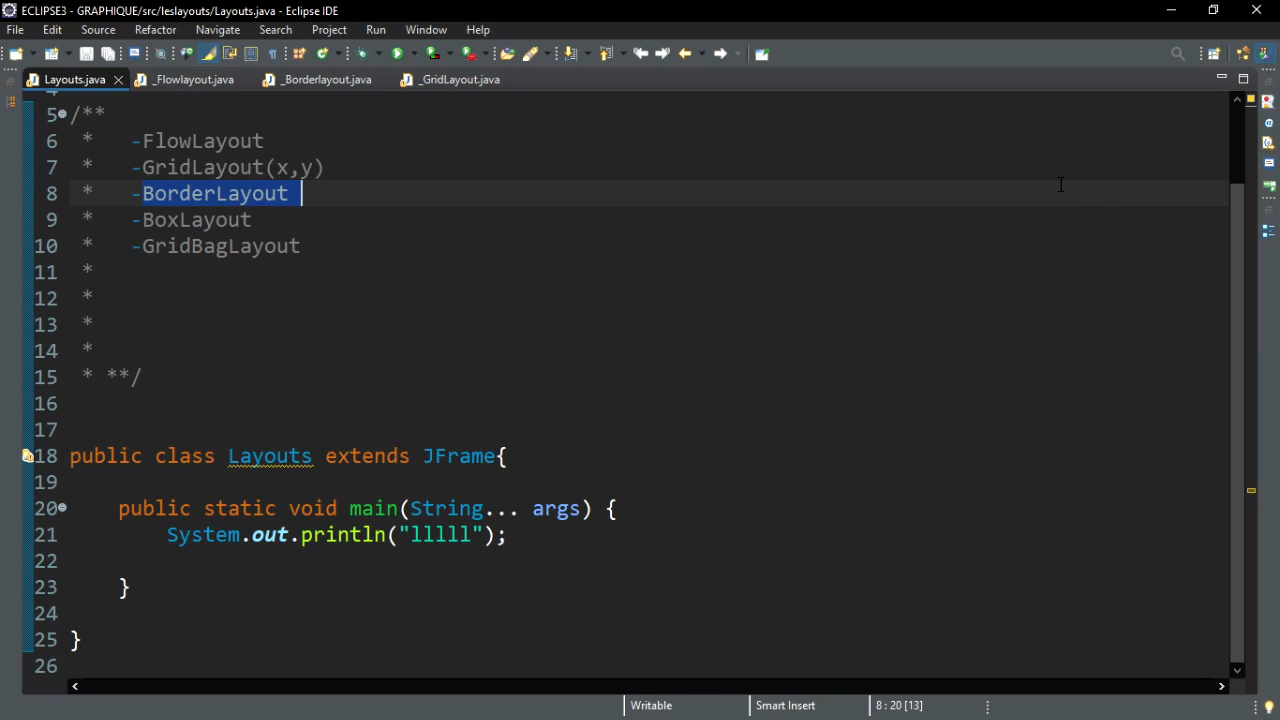 ECLIPSE3 - GRAPHIQUE/src/leslayouts/Layouts.java - Eclipse IDE
File Edit Source Refactor Navigate Search Project Run Window Help
Layouts.java _Flowlayout.java _Borderlayout.java _GridLayout.java
5 /**
6 * -FlowLayout
7 * -GridLayout(x,y)
8 * -BorderLayout
9 * -BoxLayout
10 * -GridBagLayout
11 *
12 *
13 *
14 *
15 * **/
16
17
18 public class Layouts extends JFrame{
19
20 public static void main(String... args) {
21 System.out.println("lllll");
22
23 }
24
25 }
26
Writable Smart Insert 8 : 20 [13]